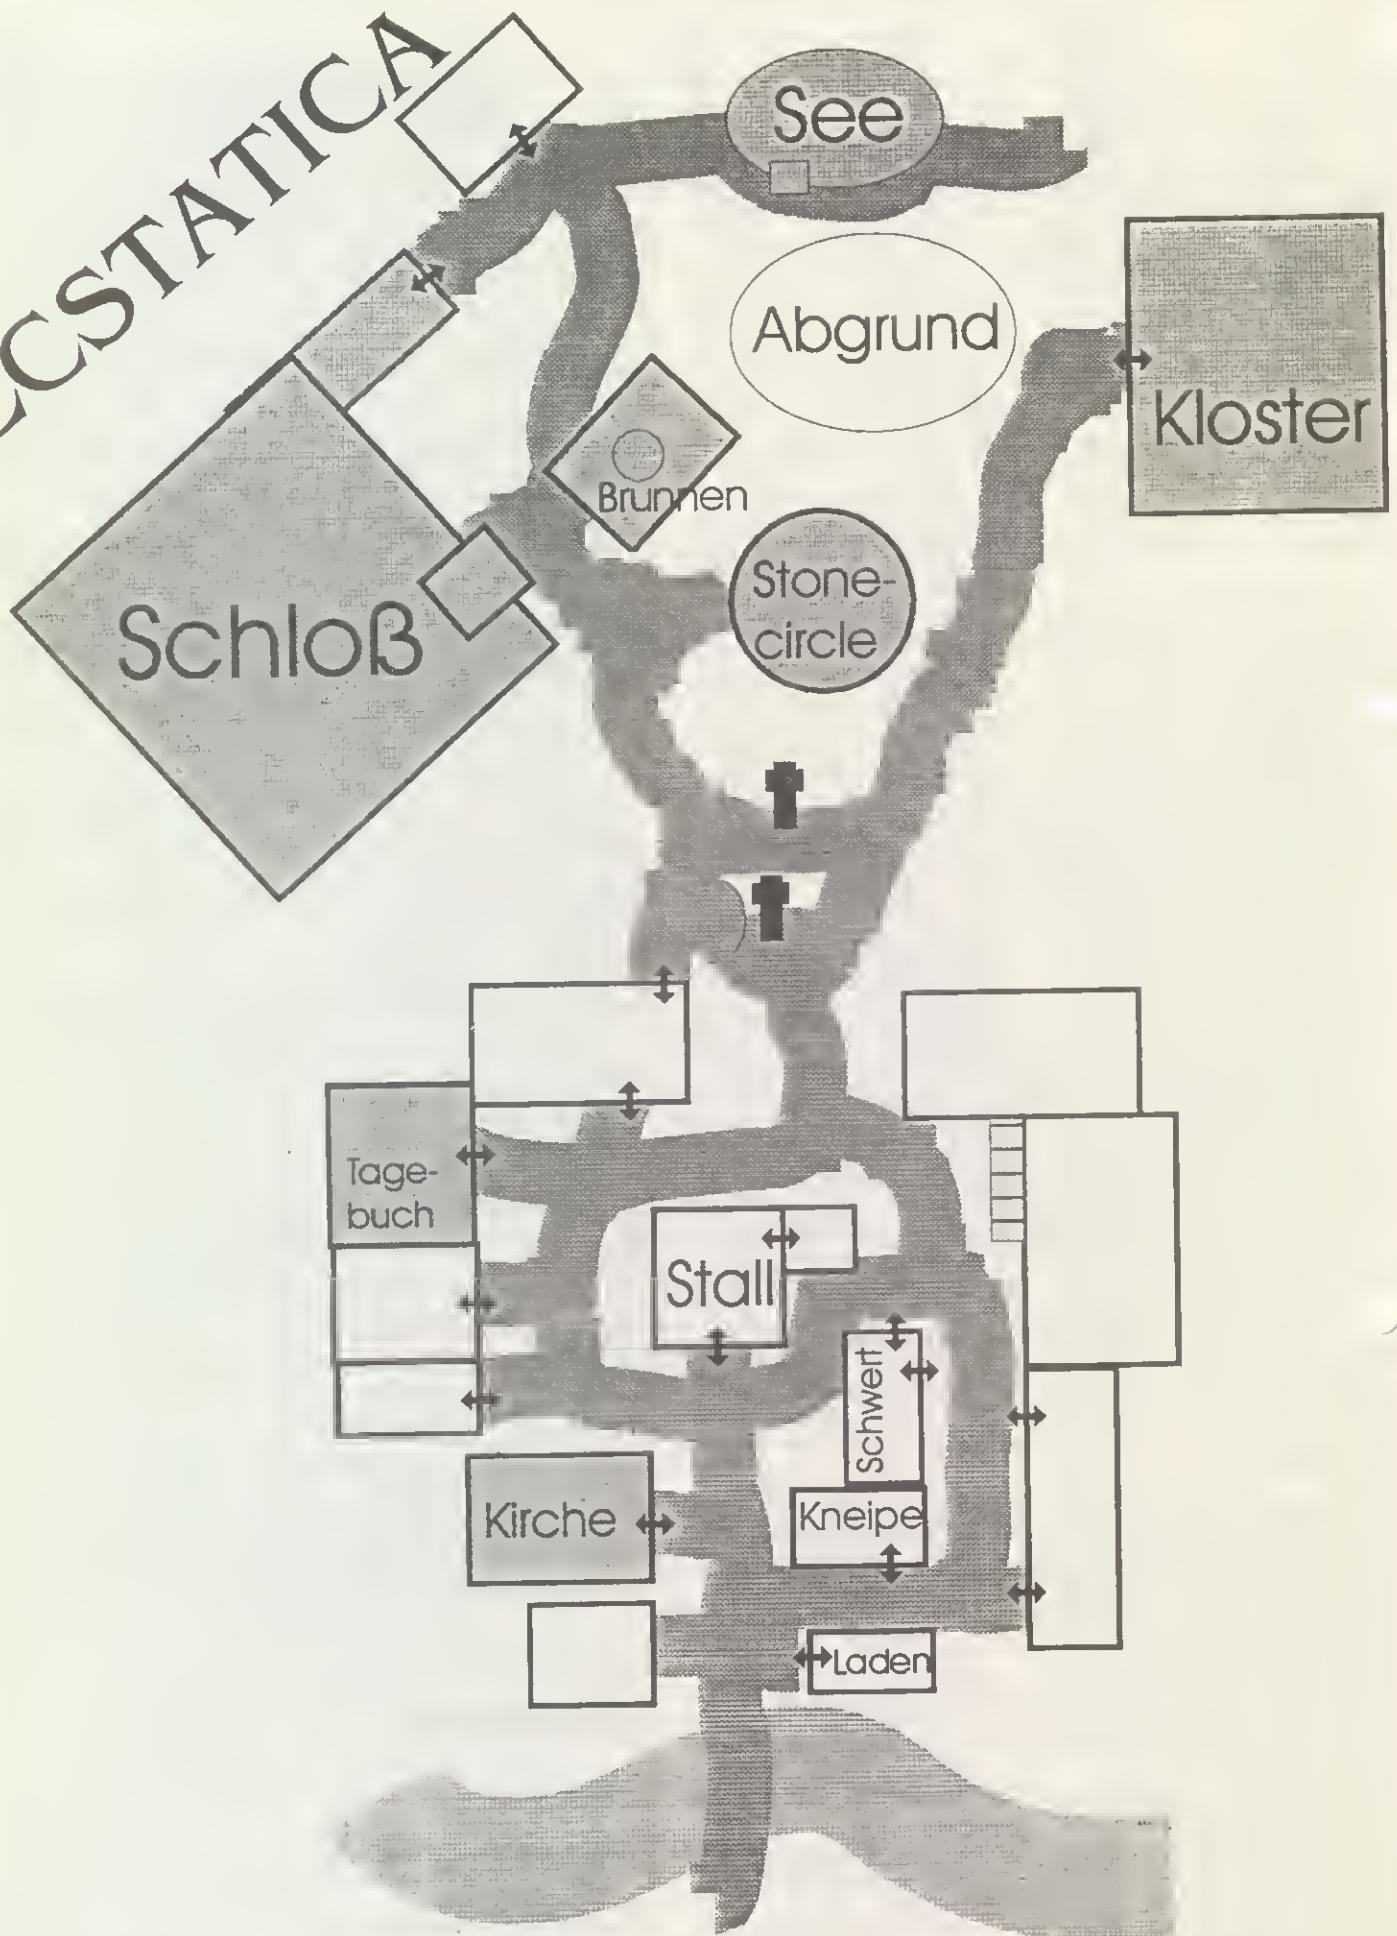 ECSTATICA
See
Abgrund
Kloster
Brunnen
Stone-
circle
Schloß
Tage-
buch
Stall
Schwert
Kirche
Kneipe
Laden